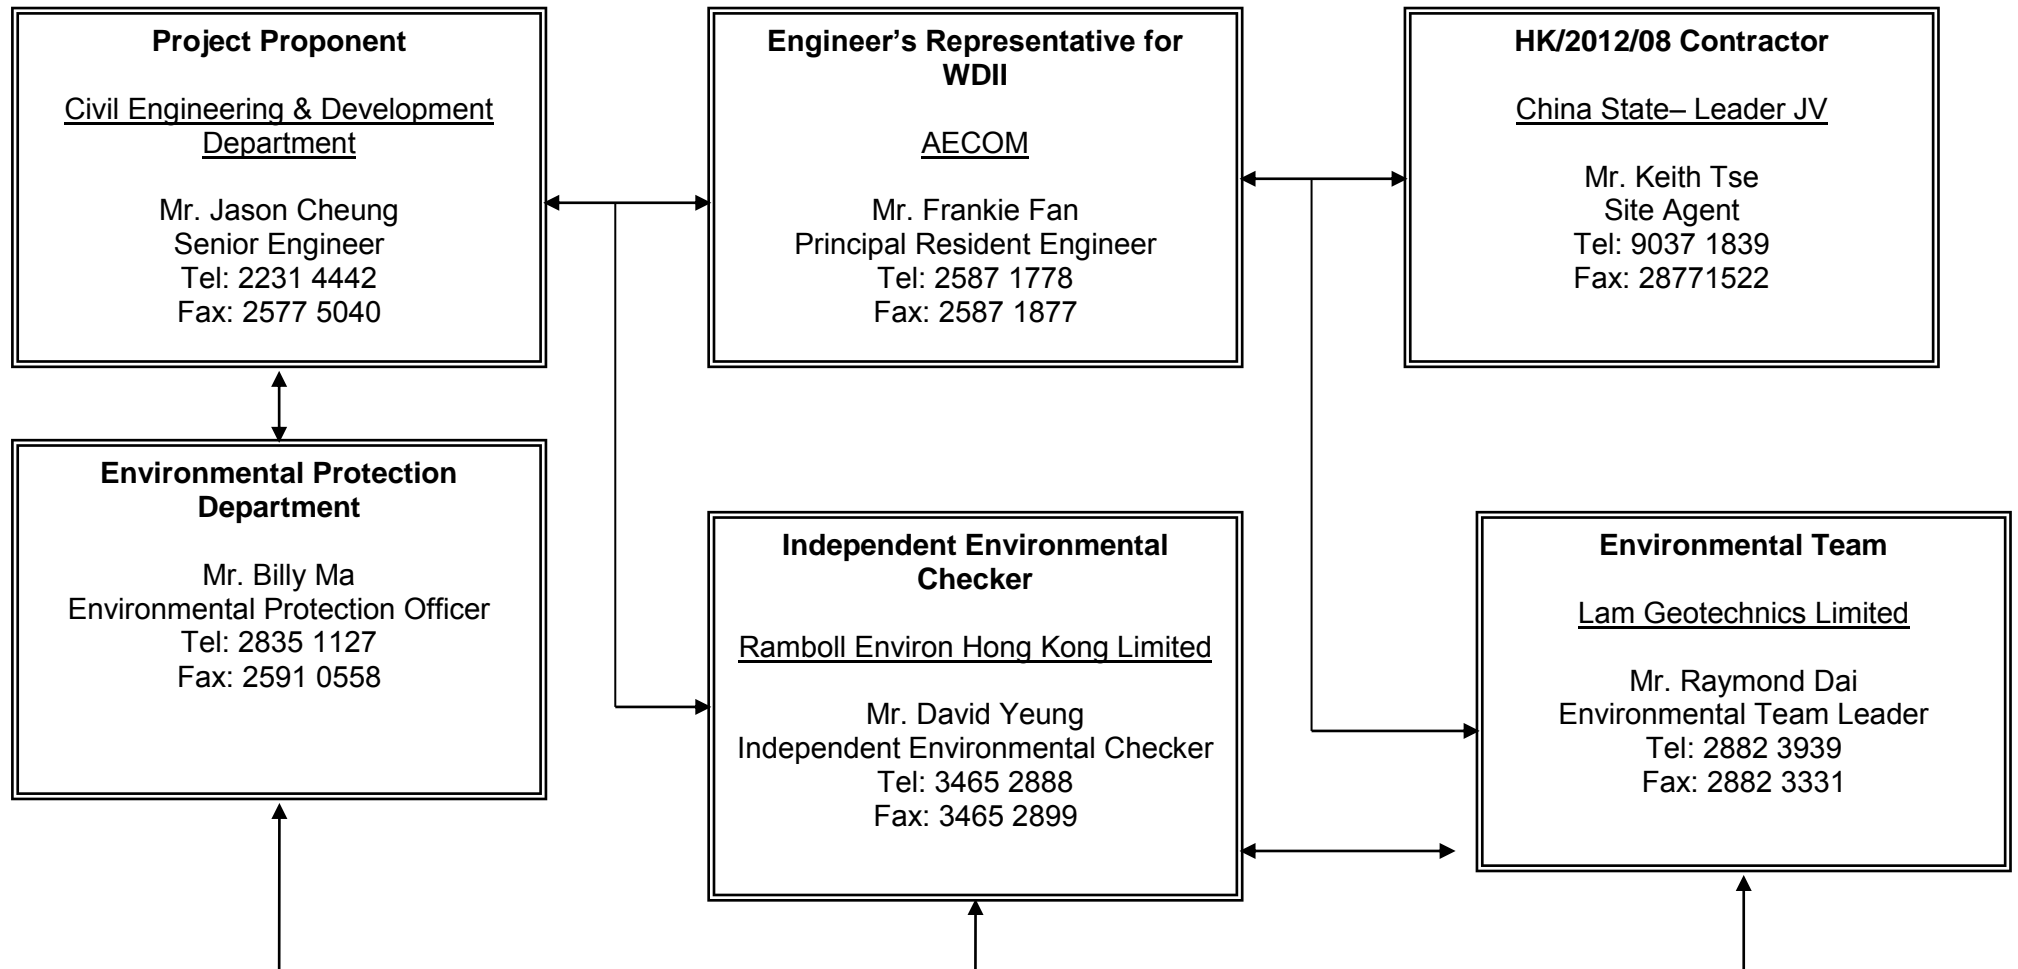 Project Proponent
Civil Engineering & Development
Department
Mr. Jason Cheung
Senior Engineer
Tel: 2231 4442
Fax: 2577 5040
Engineer’s Representative for
WDII
AECOM
Mr. Frankie Fan
Principal Resident Engineer
Tel: 2587 1778
Fax: 2587 1877
HK/2012/08 Contractor
China State– Leader JV
Mr. Keith Tse
Site Agent
Tel: 9037 1839
Fax: 28771522
Environmental Protection
Department
Mr. Billy Ma
Environmental Protection Officer
Tel: 2835 1127
Fax: 2591 0558
Independent Environmental
Checker
Ramboll Environ Hong Kong Limited
Mr. David Yeung
Independent Environmental Checker
Tel: 3465 2888
Fax: 3465 2899
Environmental Team
Lam Geotechnics Limited
Mr. Raymond Dai
Environmental Team Leader
Tel: 2882 3939
Fax: 2882 3331